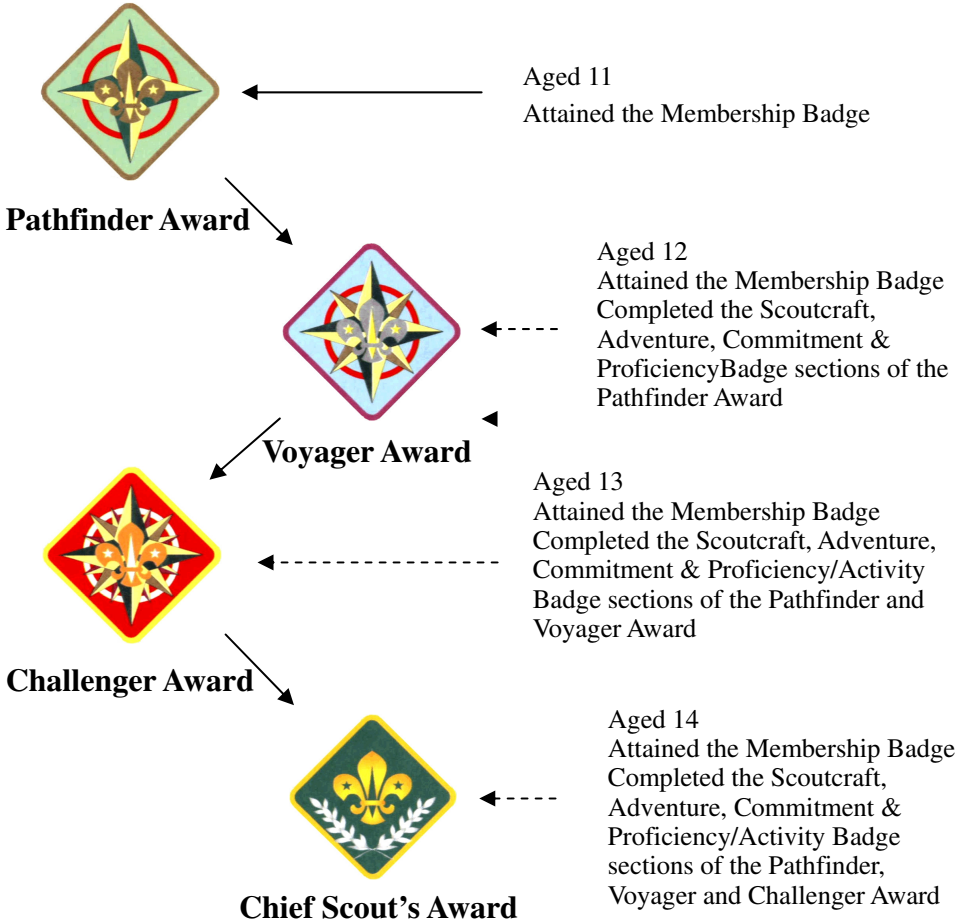 Aged 11
Attained the Membership Badge
Pathfinder Award
Aged 12
Attained the Membership Badge
Completed the Scoutcraft,
Adventure, Commitment &
ProficiencyBadge sections of the
Pathfinder Award
Voyager Award
Aged 13
Attained the Membership Badge
Completed the Scoutcraft, Adventure,
Commitment & Proficiency/Activity
Badge sections of the Pathfinder and
Voyager Award
Challenger Award
Aged 14
Attained the Membership Badge
Completed the Scoutcraft,
Adventure, Commitment &
Proficiency/Activity Badge
sections of the Pathfinder,
Voyager and Challenger Award
Chief Scout's Award